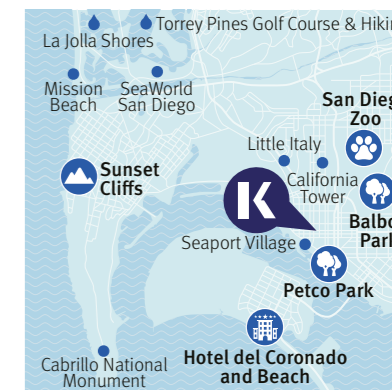 Torrey Pines Golf Course & Hikin
La Jolla Shores
Mission
Beach
SeaWorld
San Diego
San Dieg
Zoo
Little Italy
Sunset
Cliffs
California
Tower
K
Balbo
Park
Seaport Village
Petco Park
Hotel del Coronado
and Beach
Cabrillo National
Monument